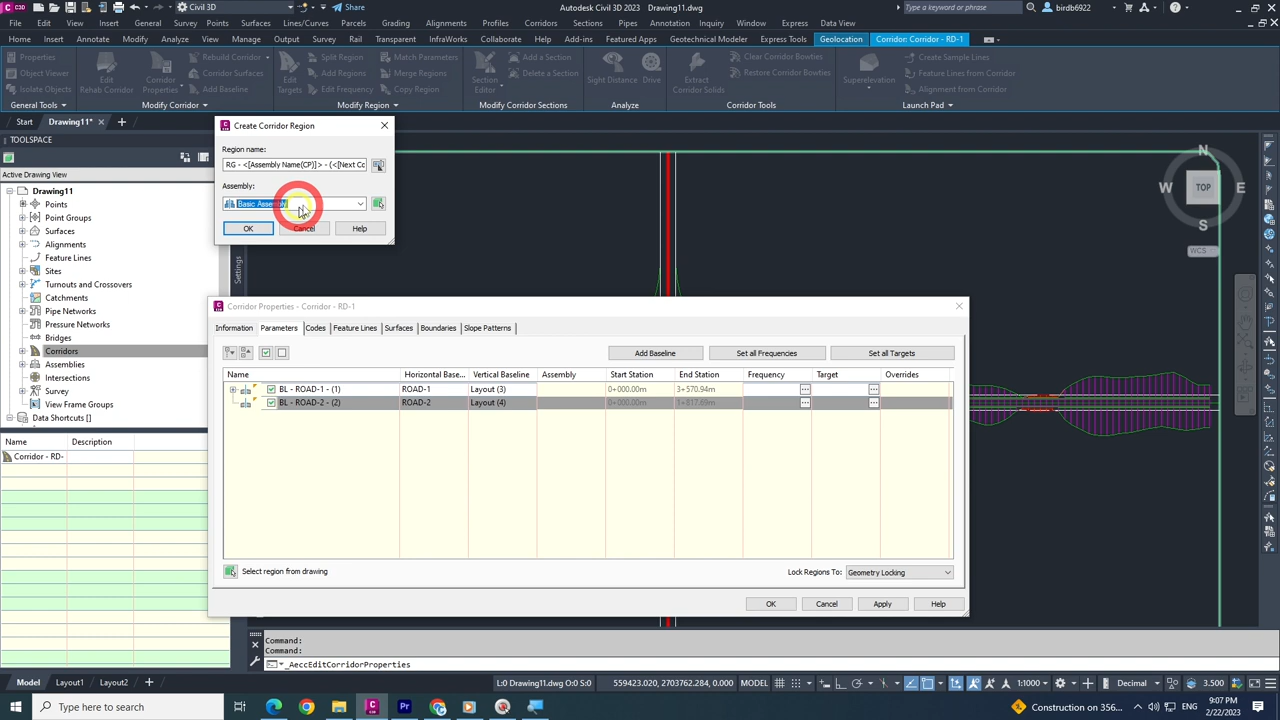 Civil 3D
Share
Autodesk Civil 3D 2023 Drawing11.dwg
Type a keyword or phrase
birdb6922
File Edit View Insert General Survey Points Surfaces Lines/Curves Parcels Grading Alignments Profiles Corridors Sections Pipes Annotation Inquiry Window Express Data View
Home Insert Annotate Modify Analyze View Manage Output Survey Rail Transparent InfraWorks Collaborate Help Add-ins Featured Apps Geotechnical Modeler Express Tools Geolocation Corridor: Corridor - RD-1
Properties
Object Viewer
Isolate Objects
Edit Rehab Corridor
Corridor Properties
Rebuild Corridor
Corridor Surfaces
Add Baseline
Edit Targets
Split Region
Add Regions
Edit Frequency
Match Parameters
Merge Regions
Copy Region
Section Editor
Add a Section
Delete a Section
Sight Distance
Drive
Extract Corridor Solids
Clear Corridor Bowties
Restore Corridor Bowties
Superelevation
Create Sample Lines
Feature Lines from Corridor
Alignment from Corridor
General Tools Modify Corridor Modify Region Modify Corridor Sections Analyze Corridor Tools Launch Pad
Start Drawing11*
TOOLSPACE
Active Drawing View
Drawing11
Points
Point Groups
Surfaces
Alignments
Feature Lines
Sites
Turnouts and Crossovers
Catchments
Pipe Networks
Pressure Networks
Bridges
Corridors
Assemblies
Intersections
Survey
View Frame Groups
Data Shortcuts []
Name Description
Corridor - RD-
Settings
Create Corridor Region
Region name:
RG - <[Assembly Name(CP)]> - (<[Next Co
Assembly:
Basic Assembly
OK Cancel Help
N
W TOP E
S
WCS
Corridor Properties - Corridor - RD-1
Information Parameters Codes Feature Lines Surfaces Boundaries Slope Patterns
Add Baseline Set all Frequencies Set all Targets
Name Horizontal Base... Vertical Baseline Assembly Start Station End Station Frequency Target Overrides
BL - ROAD-1 - (1) ROAD-1 Layout (3) 0+000.00m 3+570.94m
BL - ROAD-2 - (2) ROAD-2 Layout (4) 0+000.00m 1+817.69m
Select region from drawing
Lock Regions To: Geometry Locking
OK Cancel Apply Help
Command:
Command:
_AeccEditCorridorProperties
Model Layout1 Layout2
L:0 Drawing11.dwg O:0 S:0 559423.020, 2703762.284, 0.000 MODEL 1:1000 Decimal 3.500
Type here to search
Construction on 356...
9:07 PM
2/22/2023